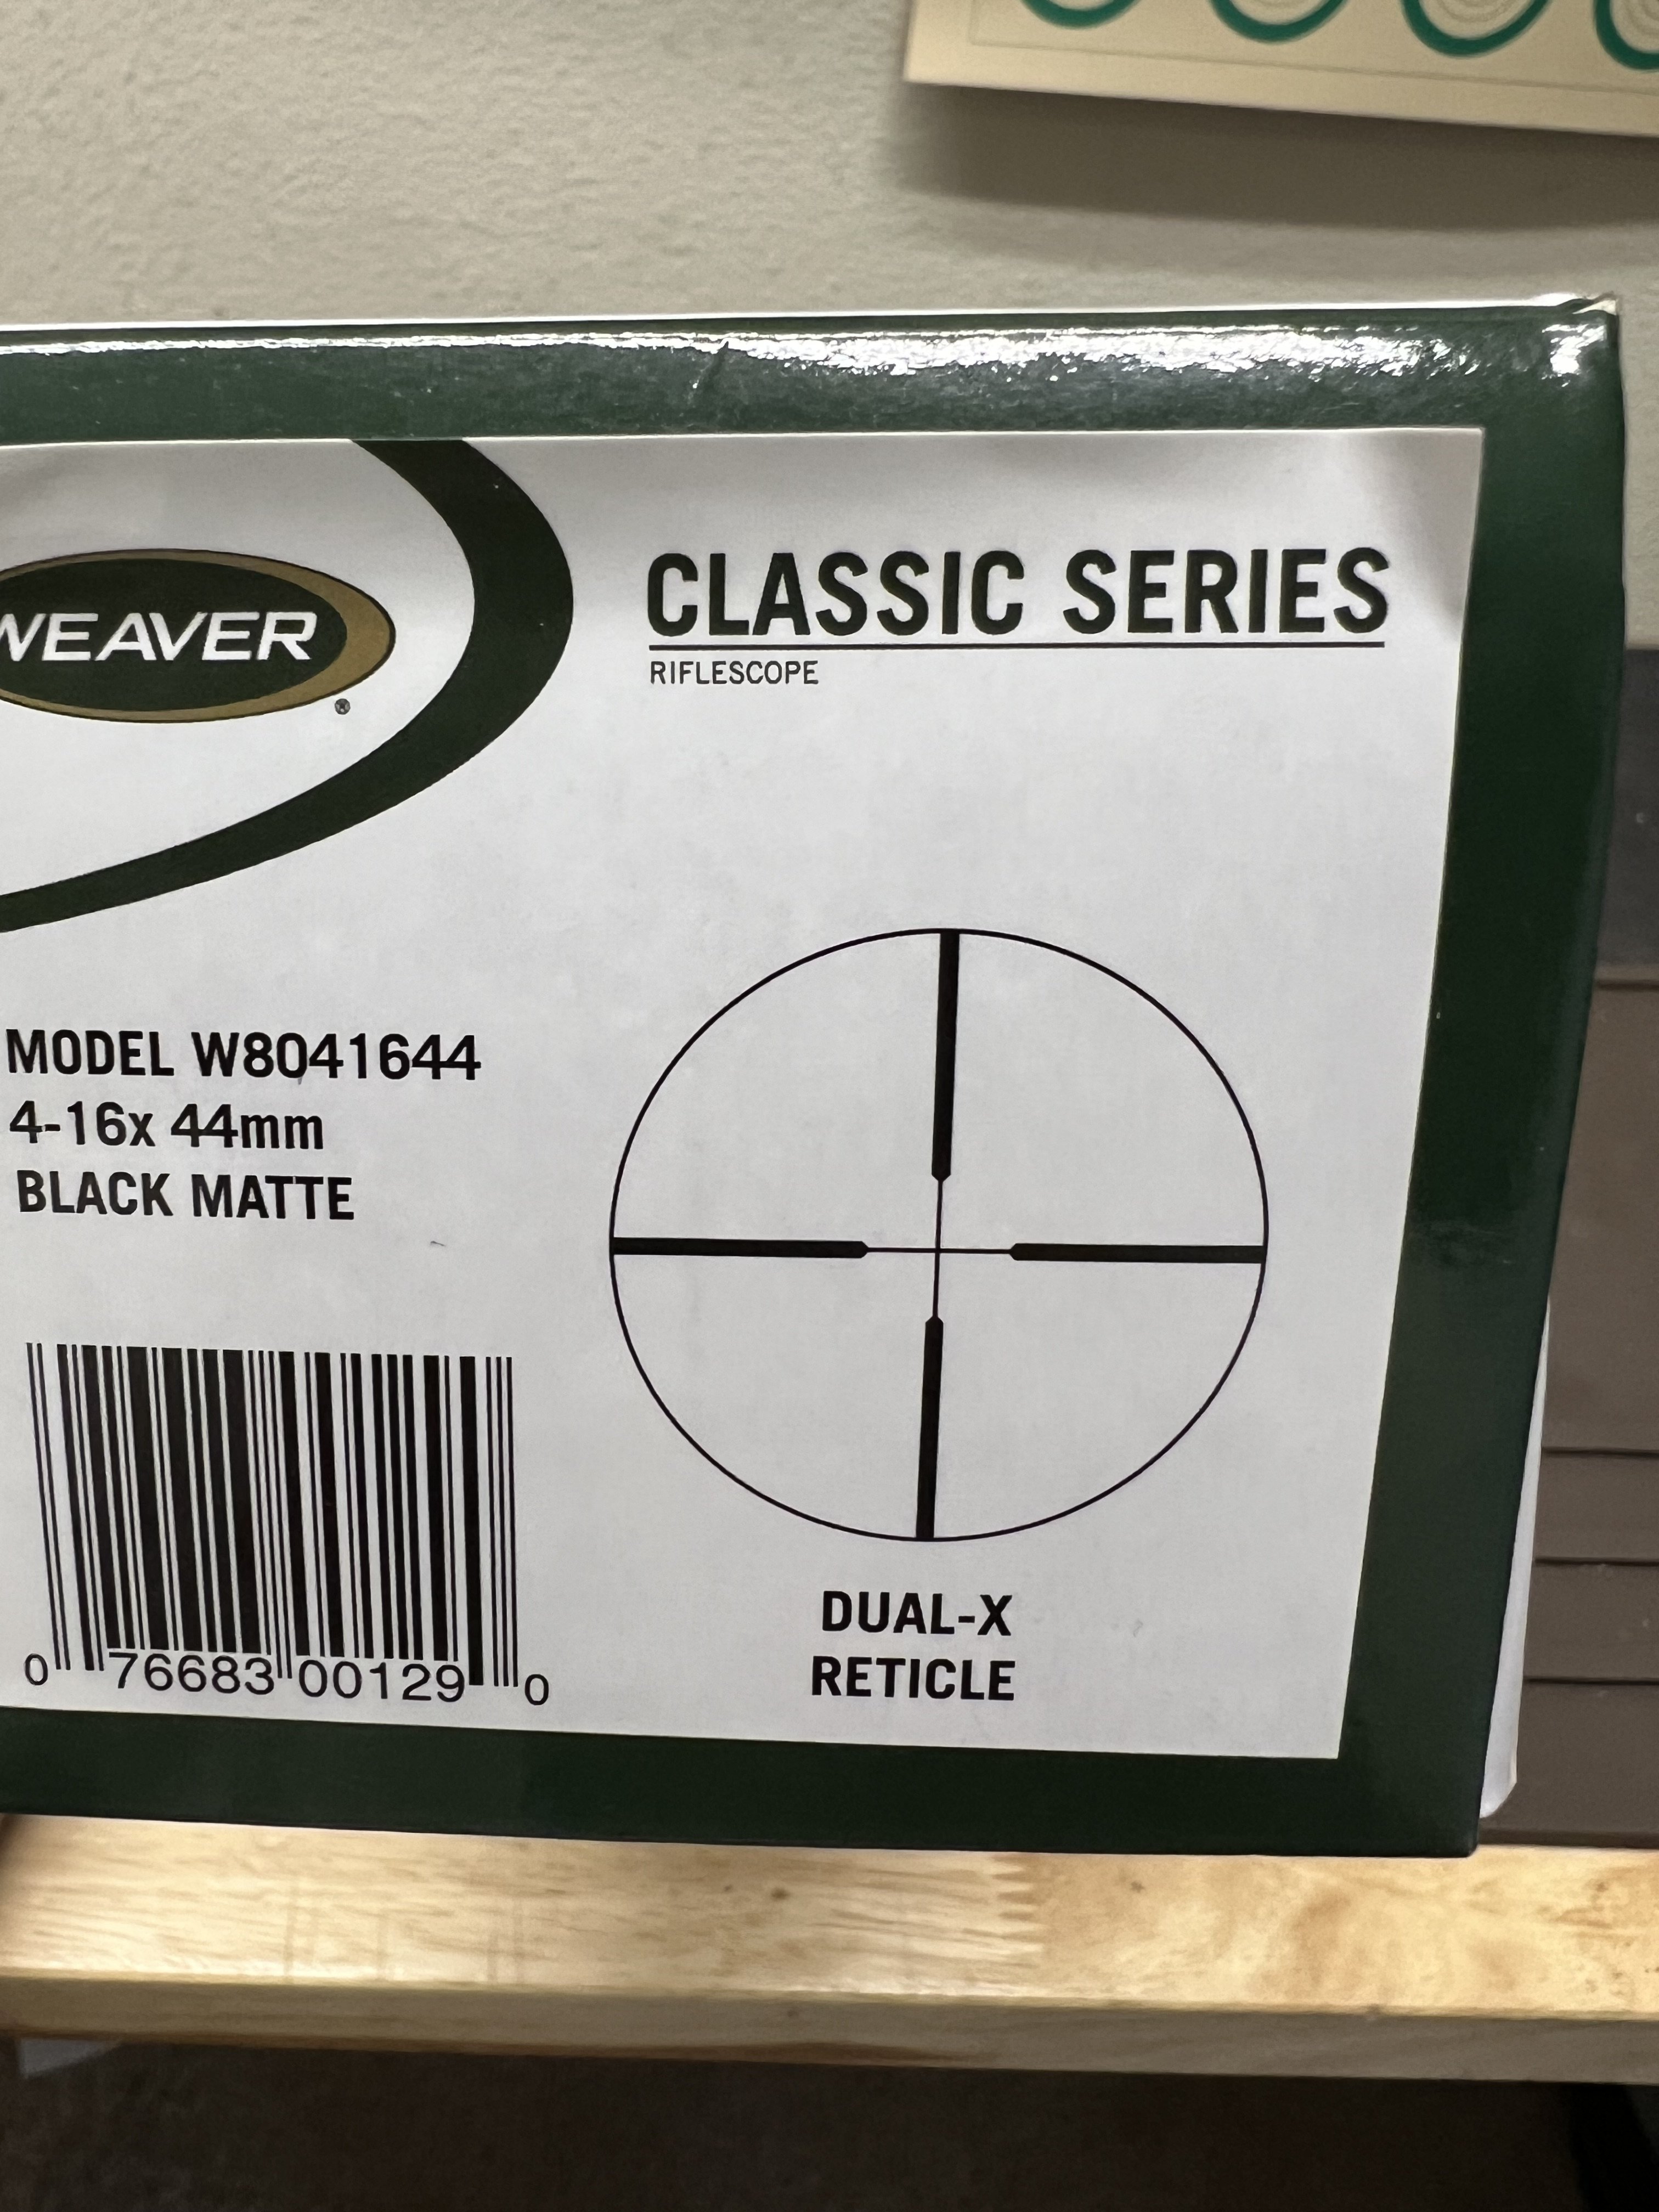 WEAVER
®
CLASSIC SERIES
RIFLESCOPE
MODEL W8041644
4-16x 44mm
BLACK MATTE
0 76683 00129 0
DUAL-X
RETICLE